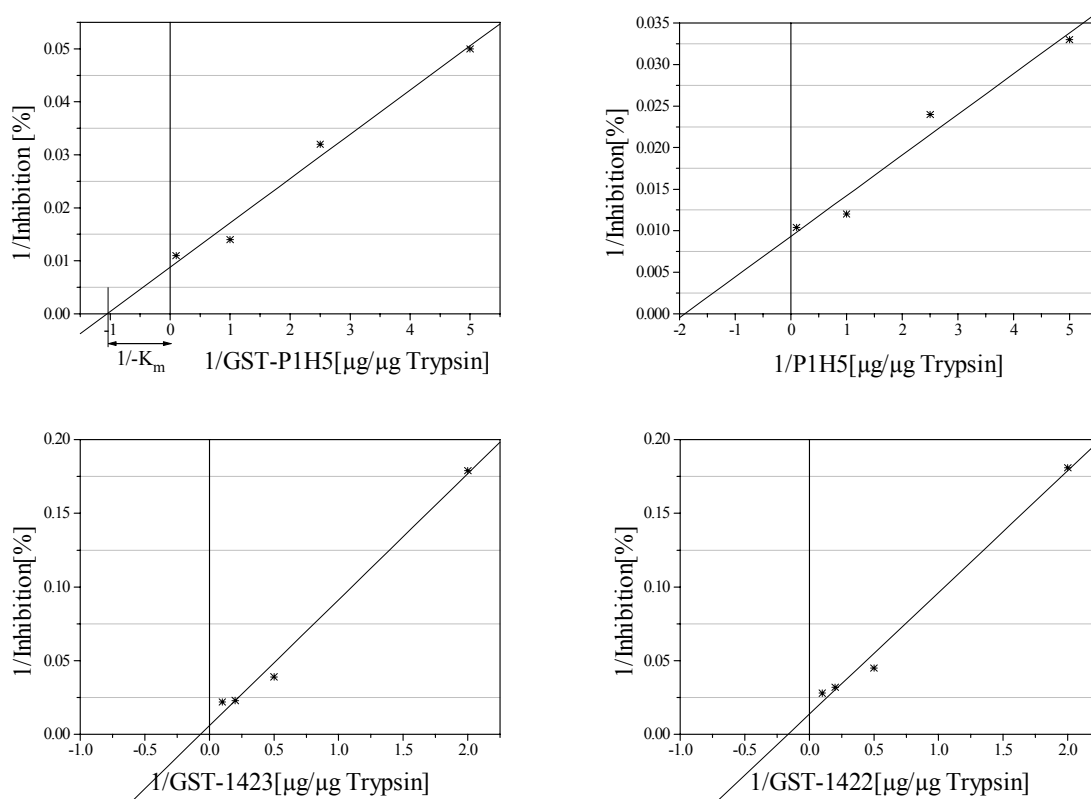 0.05
0.04
0.03
0.02
0.01
0.00
1/Inhibition [%]
-1 0 1 2 3 4 5
1/-Km
1/GST-P1H5[µg/µg Trypsin]
0.035
0.030
0.025
0.020
0.015
0.010
0.005
0.000
1/Inhibition[%]
-2 -1 0 1 2 3 4 5
1/P1H5[µg/µg Trypsin]
0.20
0.15
0.10
0.05
0.00
1/Inhibition[%]
-1.0 -0.5 0.0 0.5 1.0 1.5 2.0
1/GST-1423[µg/µg Trypsin]
0.20
0.15
0.10
0.05
0.00
1/Inhibition[%]
-1.0 -0.5 0.0 0.5 1.0 1.5 2.0
1/GST-1422[µg/µg Trypsin]